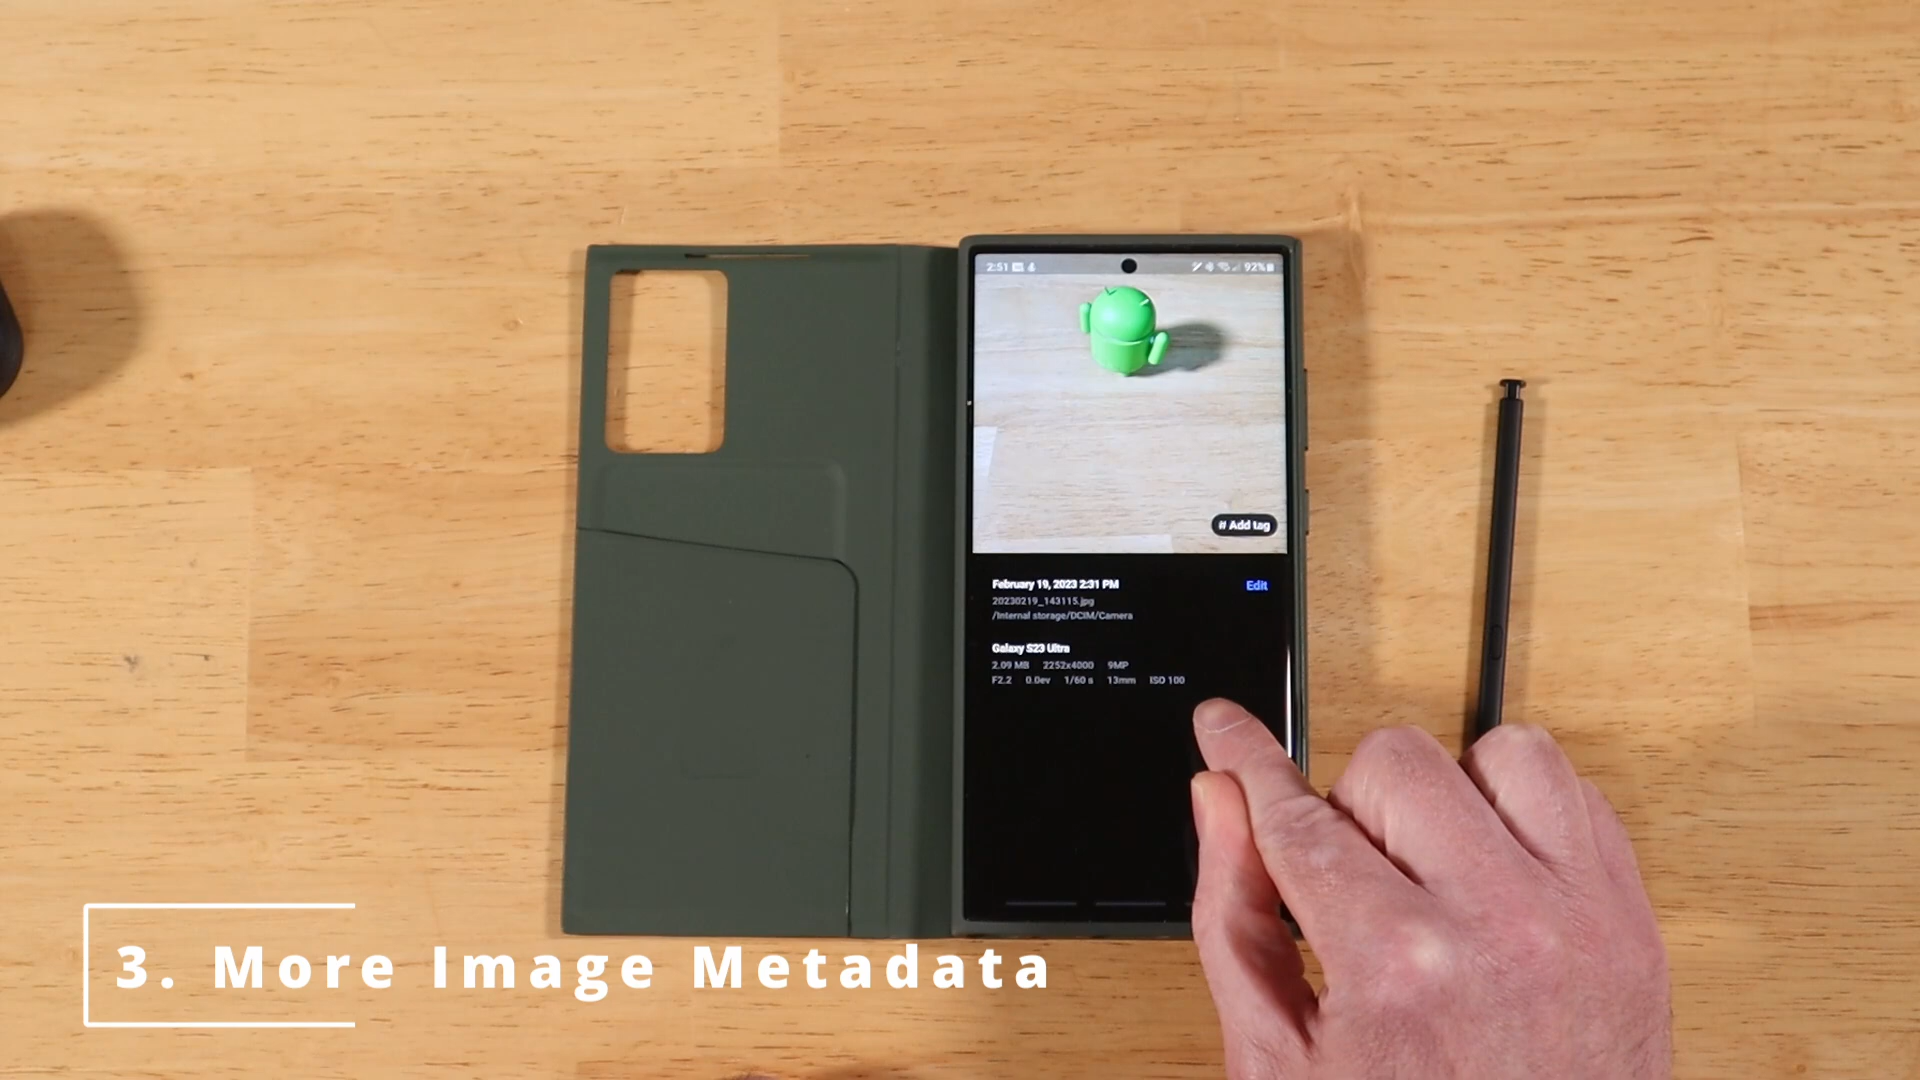 2:51 92%
# Add tag
February 19, 2023 2:31 PM Edit
20230219_143115.jpg
/Internal storage/DCIM/Camera
Galaxy S23 Ultra
2.09 MB 2252x4000 9MP
F2.2 0.0ev 1/60 s 13mm ISO 100
3. More Image Metadata